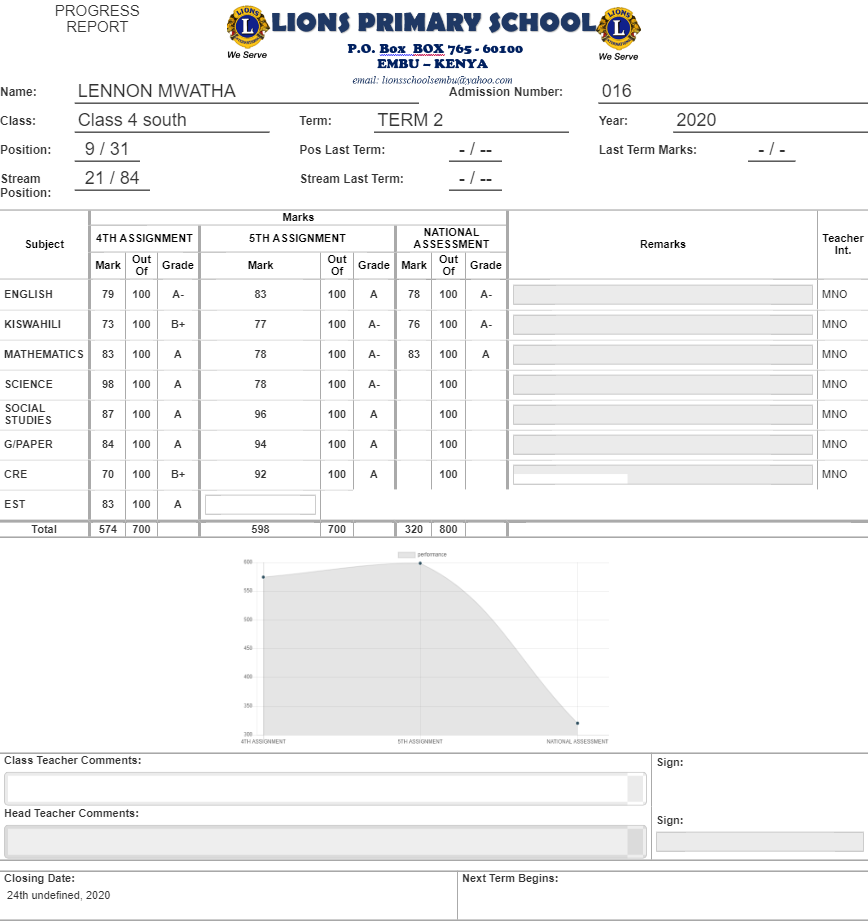 PROGRESS
REPORT
LIONS
L
LIONS PRIMARY SCHOOL
LIONS
L
We Serve
We Serve
P.O. Box BOX 765 - 60100
EMBU – KENYA
email: lionsschoolsembu@yahoo.com
Name: LENNON MWATHA Admission Number: 016
Class: Class 4 south Term: TERM 2 Year: 2020
Position: 9 / 31 Pos Last Term: - / -- Last Term Marks: - / -
Stream Position: 21 / 84 Stream Last Term: - / --
Subject Marks Remarks Teacher Int.
4TH ASSIGNMENT 5TH ASSIGNMENT NATIONAL ASSESSMENT
Mark Out Of Grade Mark Out Of Grade Mark Out Of Grade
ENGLISH 79 100 A- 83 100 A 78 100 A- MNO
KISWAHILI 73 100 B+ 77 100 A- 76 100 A- MNO
MATHEMATICS 83 100 A 78 100 A- 83 100 A MNO
SCIENCE 98 100 A 78 100 A- 100 MNO
SOCIAL STUDIES 87 100 A 96 100 A 100 MNO
G/PAPER 84 100 A 94 100 A 100 MNO
CRE 70 100 B+ 92 100 A 100 MNO
EST 83 100 A
Total 574 700 598 700 320 800
performance
600
550
500
450
400
350
300
4TH ASSIGNMENT 5TH ASSIGNMENT NATIONAL ASSESSMENT
Class Teacher Comments: Sign:
Head Teacher Comments: Sign:
Closing Date: Next Term Begins:
24th undefined, 2020